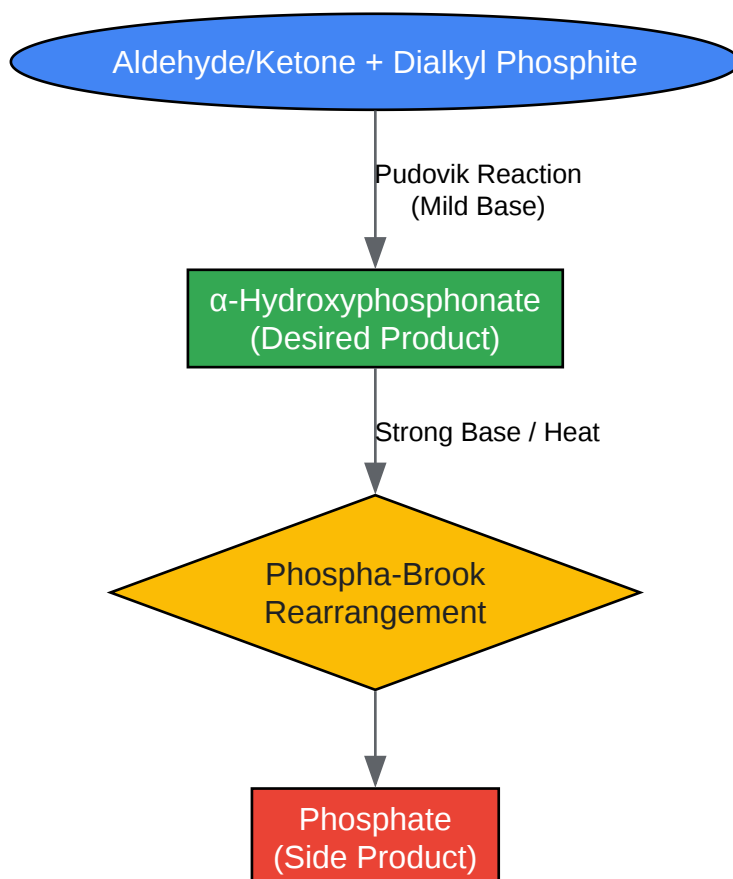 Aldehyde/Ketone + Dialkyl Phosphite
Pudovik Reaction
(Mild Base)
α-Hydroxyphosphonate
(Desired Product)
Strong Base / Heat
Phospha-Brook
Rearrangement
Phosphate
(Side Product)